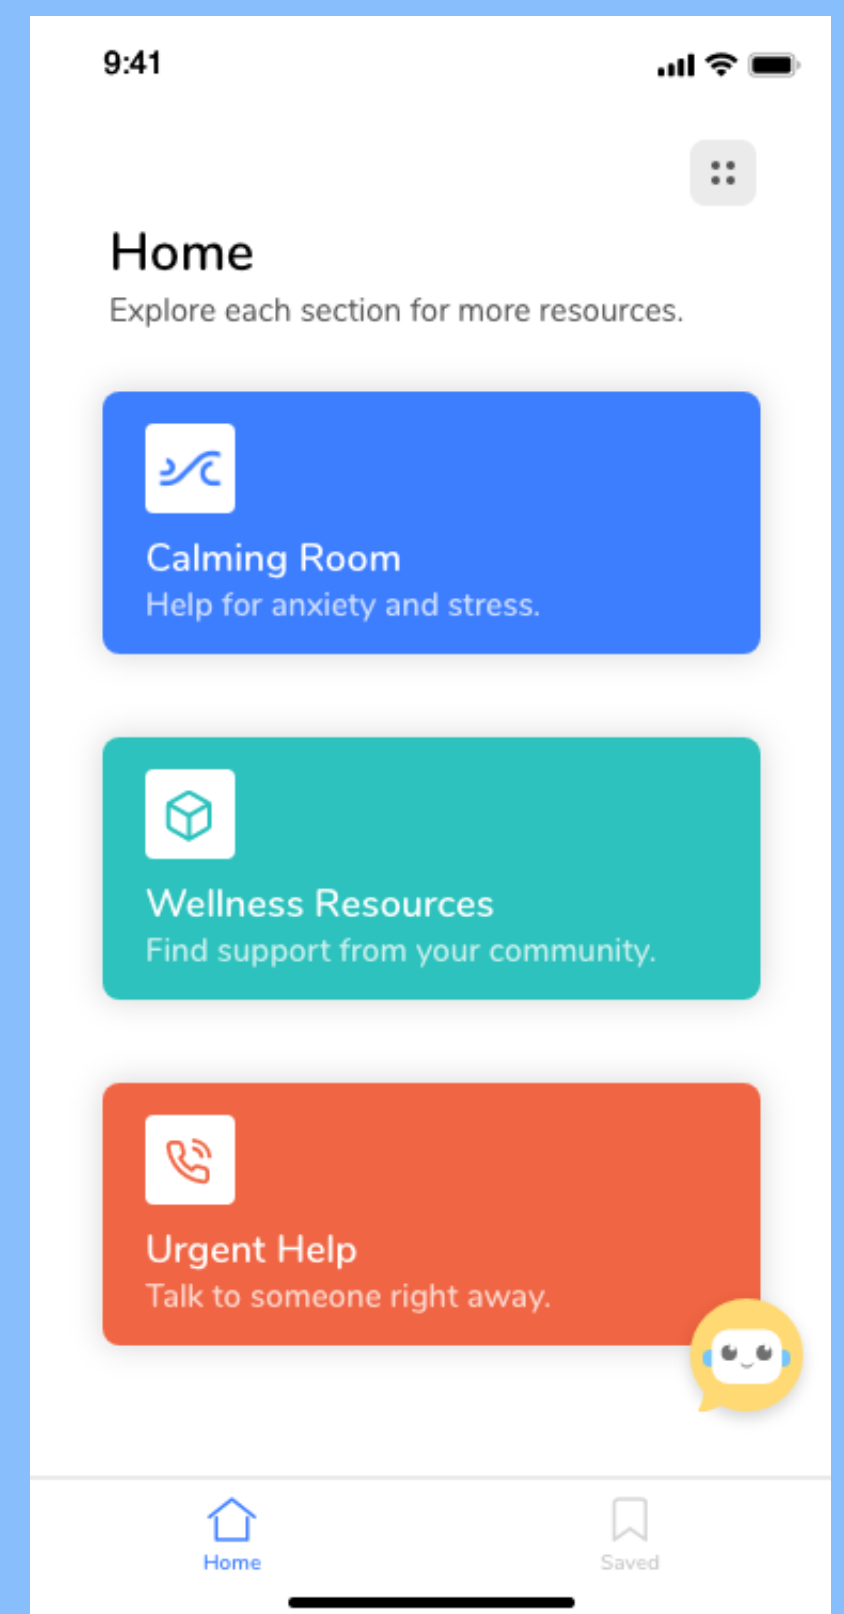 9:41
Home
Explore each section for more resources.
Calming Room
Help for anxiety and stress.
Wellness Resources
Find support from your community.
Urgent Help
Talk to someone right away.
Home
Saved